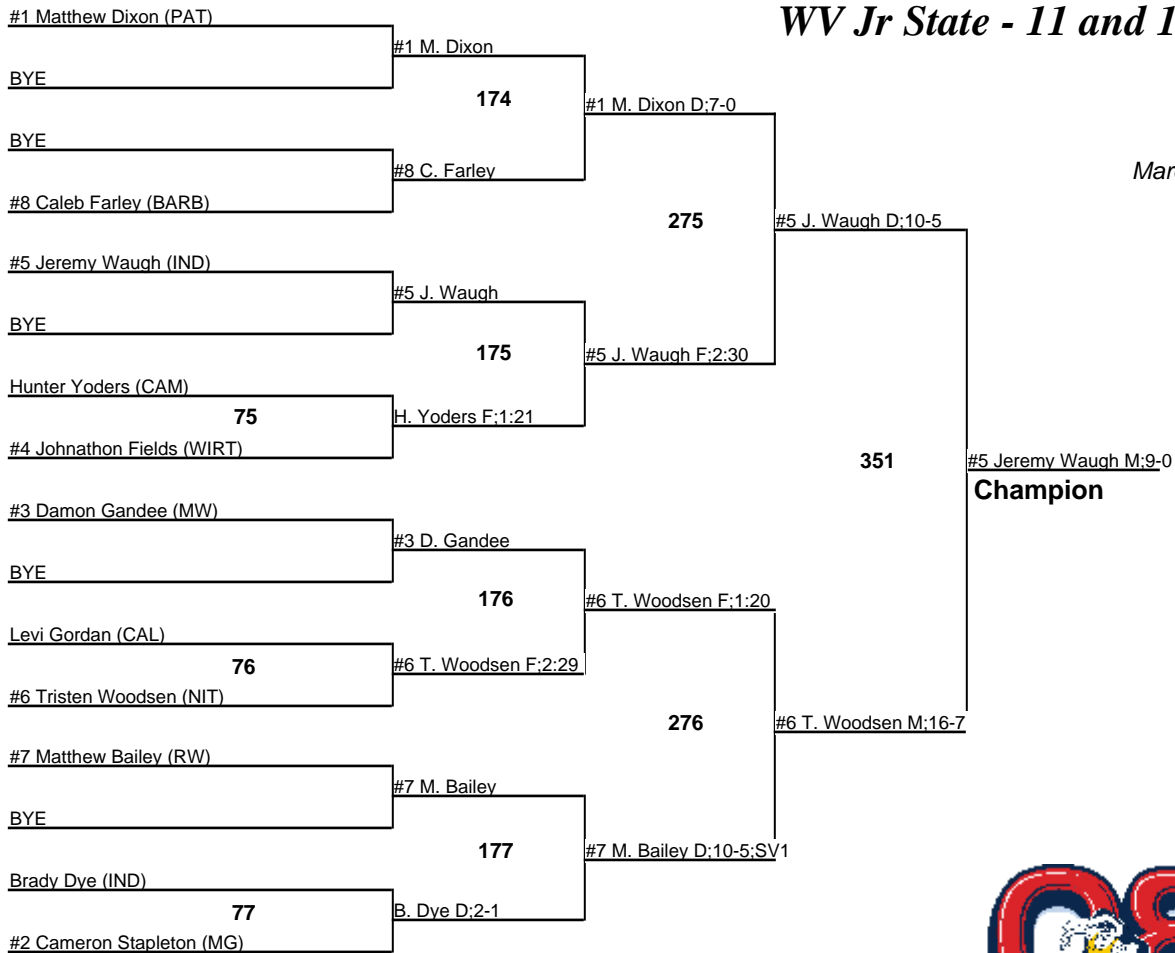 WV Jr State - 11 and 1
#1 Matthew Dixon (PAT)
#1 M. Dixon
BYE
174
#1 M. Dixon D;7-0
BYE
#8 C. Farley
Marc
#8 Caleb Farley (BARB)
275
#5 J. Waugh D;10-5
#5 Jeremy Waugh (IND)
#5 J. Waugh
BYE
175
#5 J. Waugh F;2:30
Hunter Yoders (CAM)
75
H. Yoders F;1:21
#4 Johnathon Fields (WIRT)
351
#5 Jeremy Waugh M;9-0
Champion
#3 Damon Gandee (MW)
#3 D. Gandee
BYE
176
#6 T. Woodsen F;1:20
Levi Gordan (CAL)
76
#6 T. Woodsen F;2:29
#6 Tristen Woodsen (NIT)
276
#6 T. Woodsen M;16-7
#7 Matthew Bailey (RW)
#7 M. Bailey
BYE
177
#7 M. Bailey D;10-5;SV1
Brady Dye (IND)
77
B. Dye D;2-1
#2 Cameron Stapleton (MG)